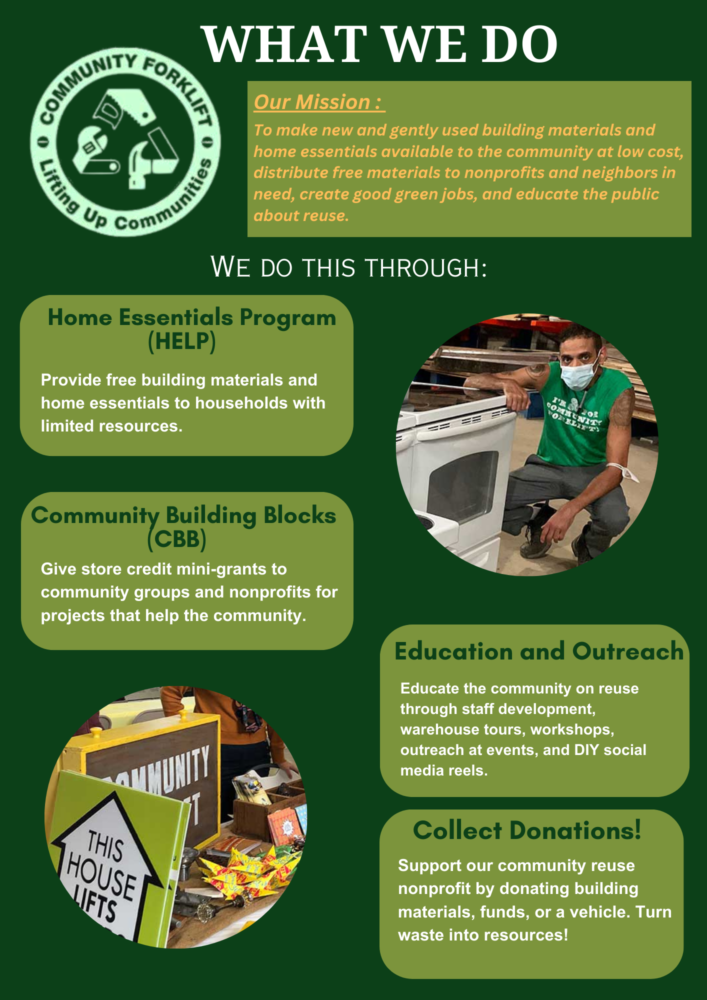 WHAT WE DO
COMMUNITY FORKLIFT
Lifting Up Communities
Our Mission :
To make new and gently used building materials and
home essentials available to the community at low cost,
distribute free materials to nonprofits and neighbors in
need, create good green jobs, and educate the public
about reuse.
WE DO THIS THROUGH:
Home Essentials Program
(HELP)
Provide free building materials and
home essentials to households with
limited resources.
I'M FOR
COMMUNITY
FORKLIFT!
Community Building Blocks
(CBB)
Give store credit mini-grants to
community groups and nonprofits for
projects that help the community.
Education and Outreach
Educate the community on reuse
through staff development,
warehouse tours, workshops,
outreach at events, and DIY social
media reels.
COMMUNITY
THIS
HOUSE
LIFTS
Collect Donations!
Support our community reuse
nonprofit by donating building
materials, funds, or a vehicle. Turn
waste into resources!